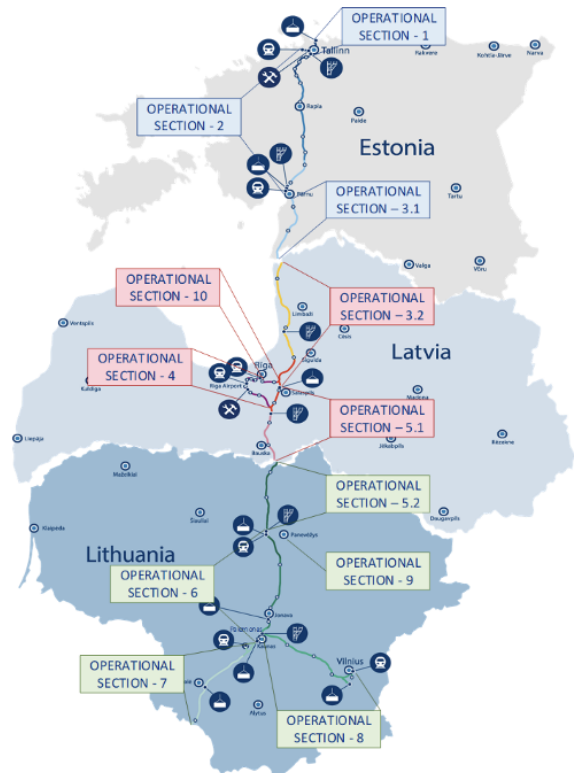 OPERATIONAL
SECTION - 1
Tallinn
Rakvere
Kohtla-Järve
Narva
OPERATIONAL
SECTION - 2
Rapla
Paide
Estonia
Pärnu
OPERATIONAL
SECTION – 3.1
Tartu
Valga
Võru
OPERATIONAL
SECTION - 10
OPERATIONAL
SECTION – 3.2
Limbaži
Ventspils
Cēsis
Latvia
OPERATIONAL
SECTION - 4
Rīga
Sigulda
Riga Airport
Kuldīga
Salaspils
Madona
OPERATIONAL
SECTION – 5.1
Liepāja
Bauska
Jēkabpils
Rēzekne
Mažeikiai
OPERATIONAL
SECTION – 5.2
Šiauliai
Daugavpils
Klaipėda
Panevėžys
Lithuania
OPERATIONAL
SECTION - 6
OPERATIONAL
SECTION - 9
Jonava
Palemonas
Kaunas
Vilnius
OPERATIONAL
SECTION - 7
Alytus
OPERATIONAL
SECTION - 8